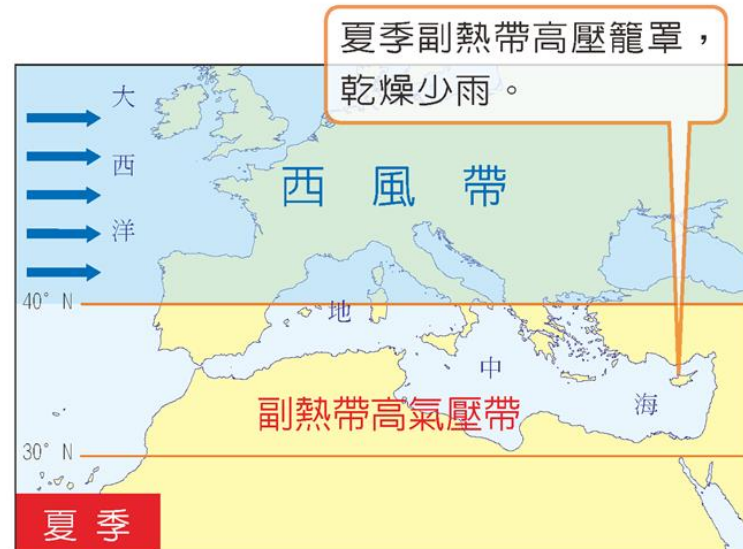 夏季副熱帶高壓籠罩，
乾燥少雨。
大
西
洋
西風帶
40° N
地
中
海
副熱帶高氣壓帶
30° N
夏季